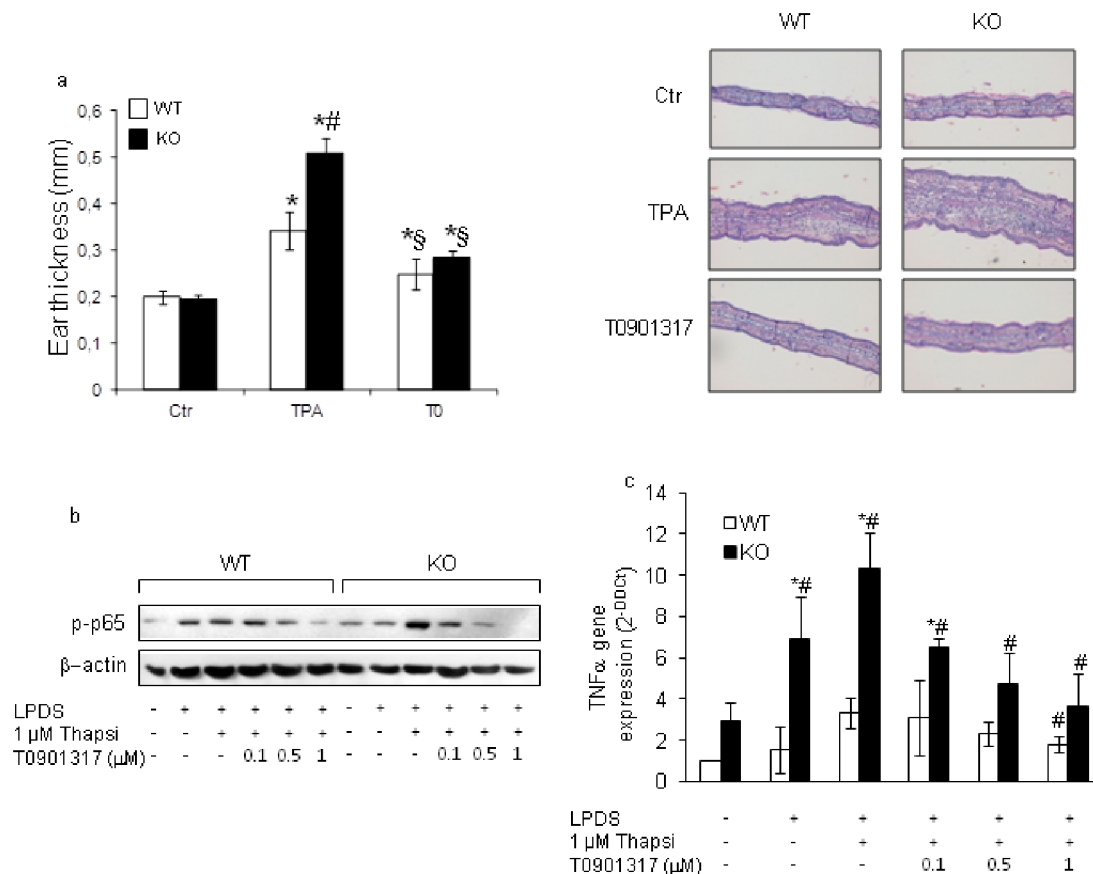 a
WT
KO
Earthickness (mm)
0,6
0,5
0,4
0,3
0,2
0,1
0
*
*#
*§ *§
Ctr TPA T0
WT KO
Ctr
TPA
T0901317
b
WT KO
p-p65
β-actin
LPDS - + + + + + - + + + + +
1 µM Thapsi - - + + + + - - + + + +
T0901317 (µM) - - - 0.1 0.5 1 - - - 0.1 0.5 1
c
WT
KO
TNFα gene
expression (2-DDCt)
14
12
10
8
6
4
2
0
*# *# *# # # #
LPDS - + + + + +
1 µM Thapsi - - + + + +
T0901317 (µM) - - - 0.1 0.5 1